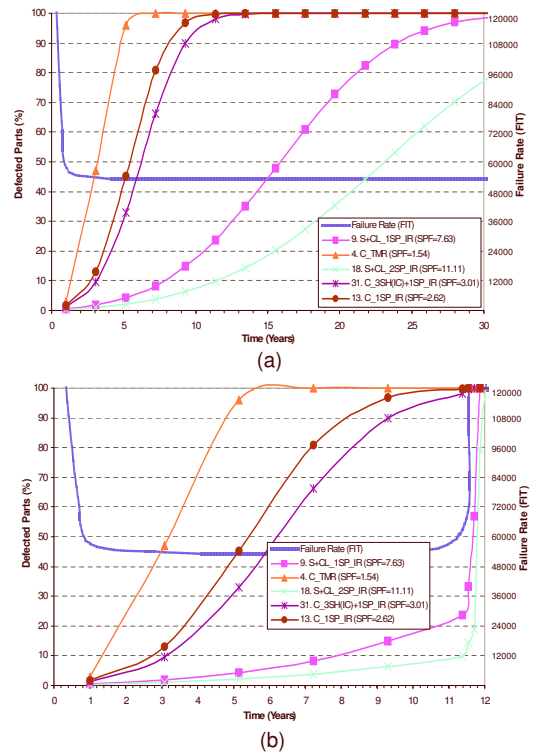 100
90
80
70
60
50
40
30
20
10
0
Defected Parts (%)
120000
108000
96000
84000
72000
60000
48000
36000
24000
12000
Failure Rate (FIT)
Failure Rate (FIT)
9. S+CL_1SP_IR (SPF=7.63)
4. C_TMR (SPF=1.54)
18. S+CL_2SP_IR (SPF=11.11)
31. C_3SH(IC)+1SP_IR (SPF=3.01)
13. C_1SP_IR (SPF=2.62)
0 5 10 15 20 25 30
Time (Years)
(a)
100
90
80
70
60
50
40
30
20
10
0
Defected Parts (%)
120000
108000
96000
84000
72000
60000
48000
36000
24000
12000
Failure Rate (FIT)
Failure Rate (FIT)
9. S+CL_1SP_IR (SPF=7.63)
4. C_TMR (SPF=1.54)
18. S+CL_2SP_IR (SPF=11.11)
31. C_3SH(IC)+1SP_IR (SPF=3.01)
13. C_1SP_IR (SPF=2.62)
0 1 2 3 4 5 6 7 8 9 10 11 12
Time (Years)
(b)